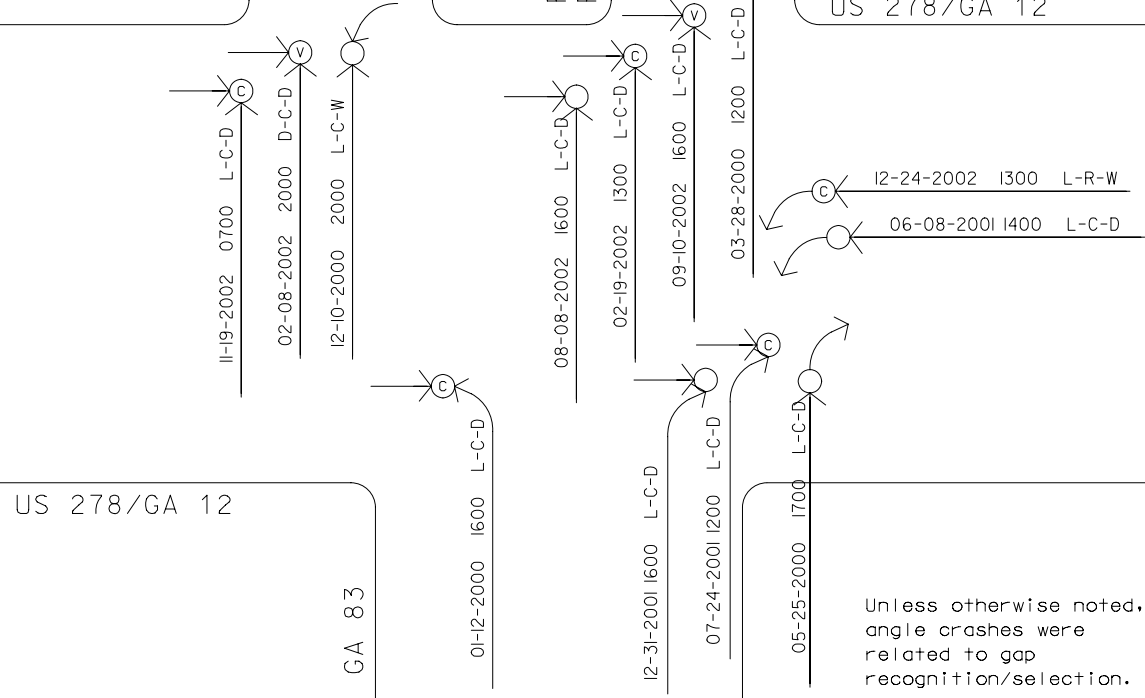 US 278/GA 12
V
C
C
V
C
11-19-2002 0700 L-C-D
02-08-2002 2000 D-C-D
12-10-2000 2000 L-C-W
08-08-2002 1600 L-C-D
02-19-2002 1300 L-C-D
09-10-2002 1600 L-C-D
03-28-2000 1200 L-C-D
C
12-24-2002 1300 L-R-W
06-08-2001 1400 L-C-D
C
C
01-12-2000 1600 L-C-D
12-31-2001 1600 L-C-D
07-24-2001 1200 L-C-D
05-25-2000 1700 L-C-D
US 278/GA 12
GA 83
Unless otherwise noted,
angle crashes were
related to gap
recognition/selection.